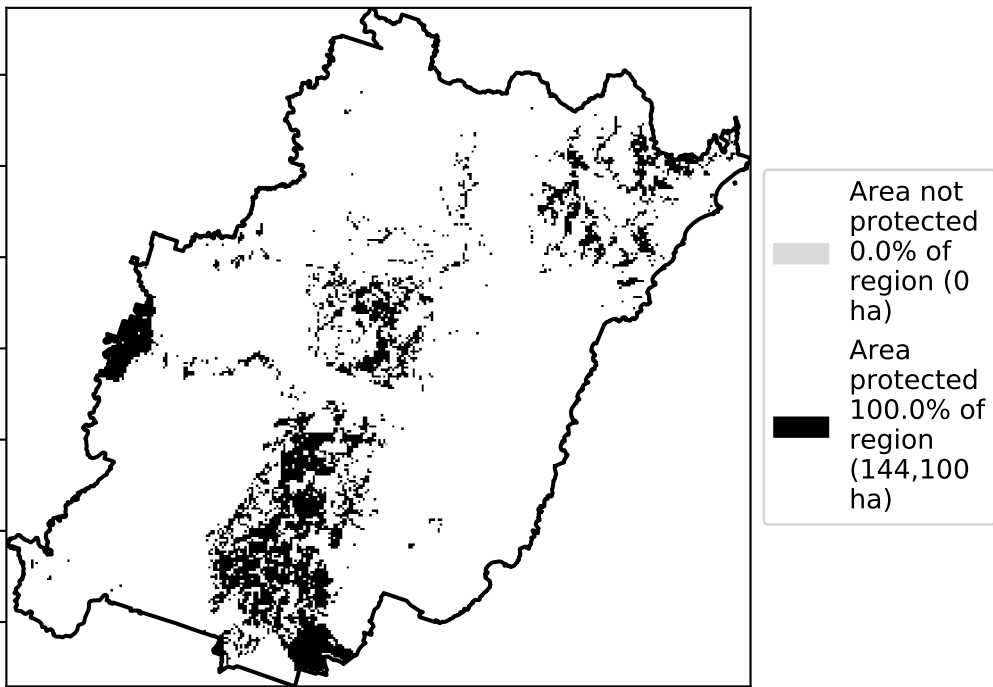 Area not
protected
0.0% of
region (0
ha)
Area
protected
100.0% of
region
(144,100
ha)